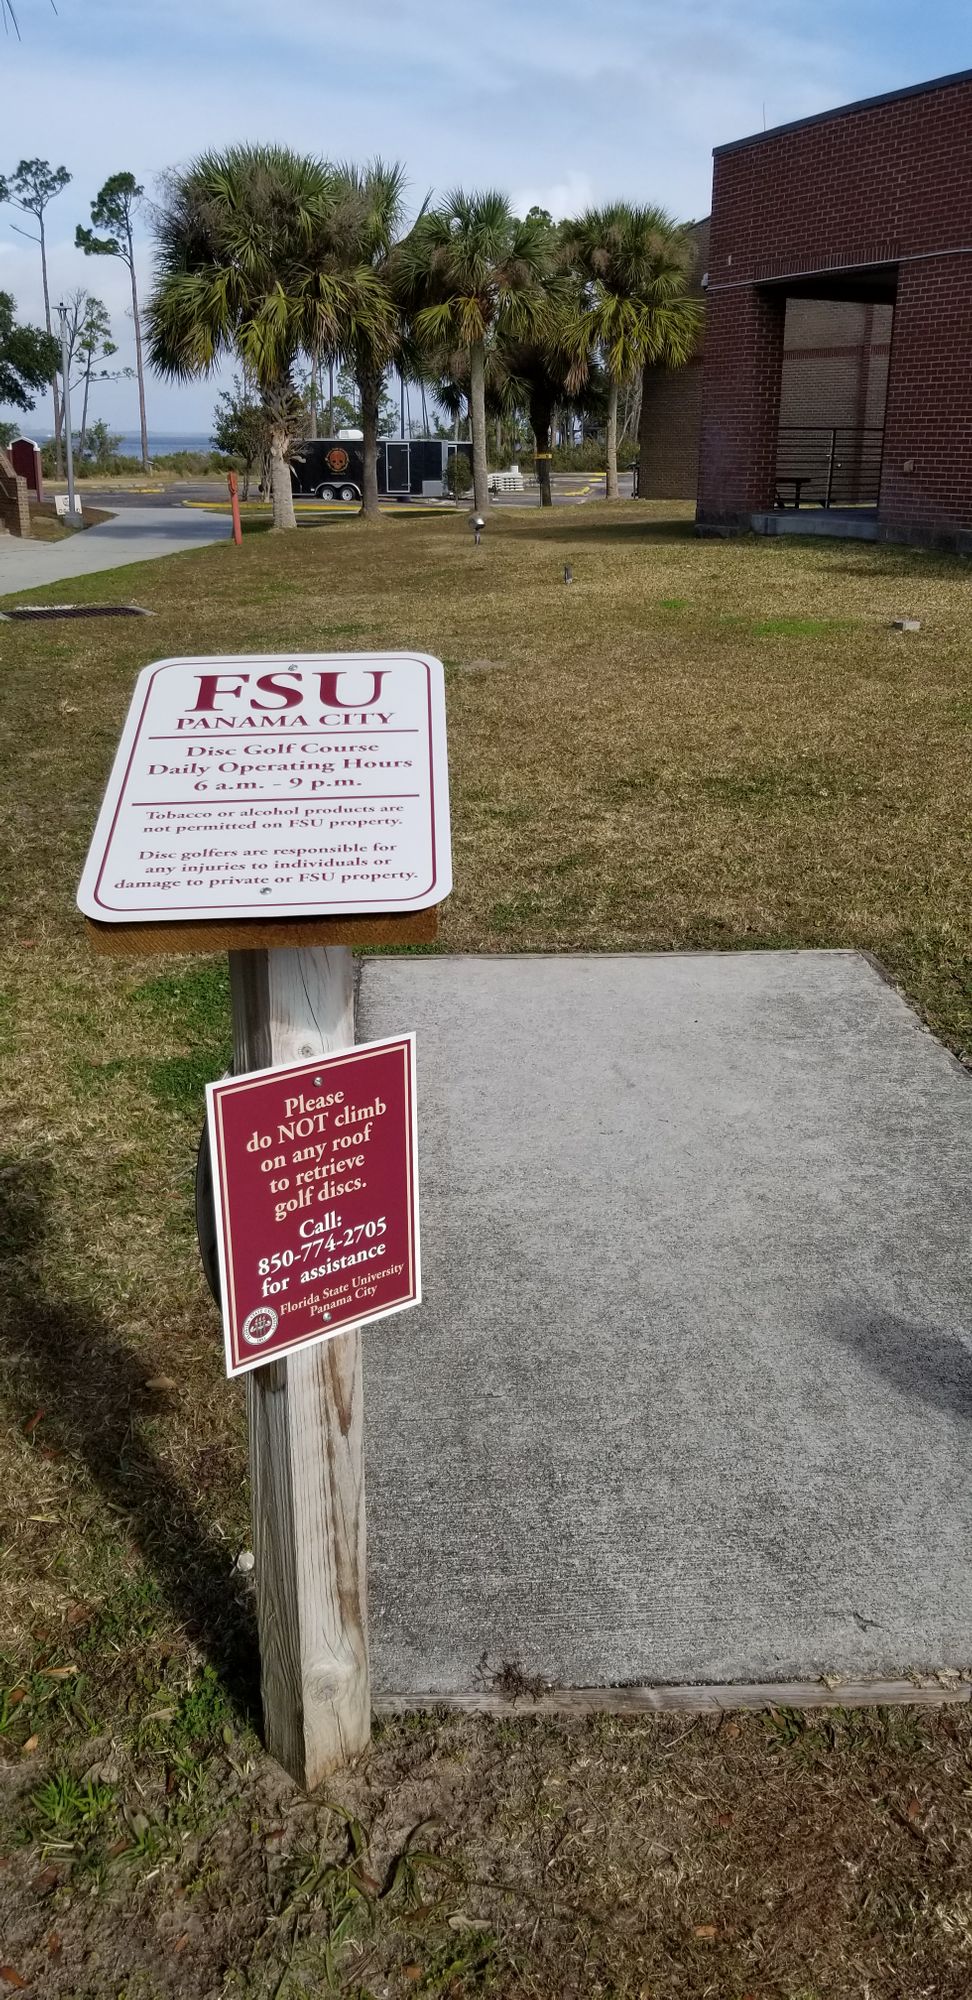 FSU
PANAMA CITY
Disc Golf Course
Daily Operating Hours
6 a.m. - 9 p.m.
Tobacco or alcohol products are
not permitted on FSU property.
Disc golfers are responsible for
any injuries to individuals or
damage to private or FSU property.
Please
do NOT climb
on any roof
to retrieve
golf discs.
Call:
850-774-2705
for assistance
Florida State University
Panama City